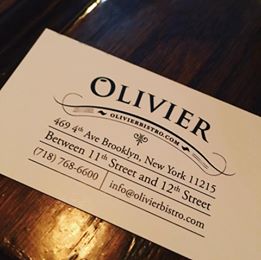 OLIVIER
OLIVIERBISTRO.COM
469 4th Ave Brooklyn, New York 11215
Between 11th Street and 12th Street
(718) 768-6600
info@olivierbistro.com